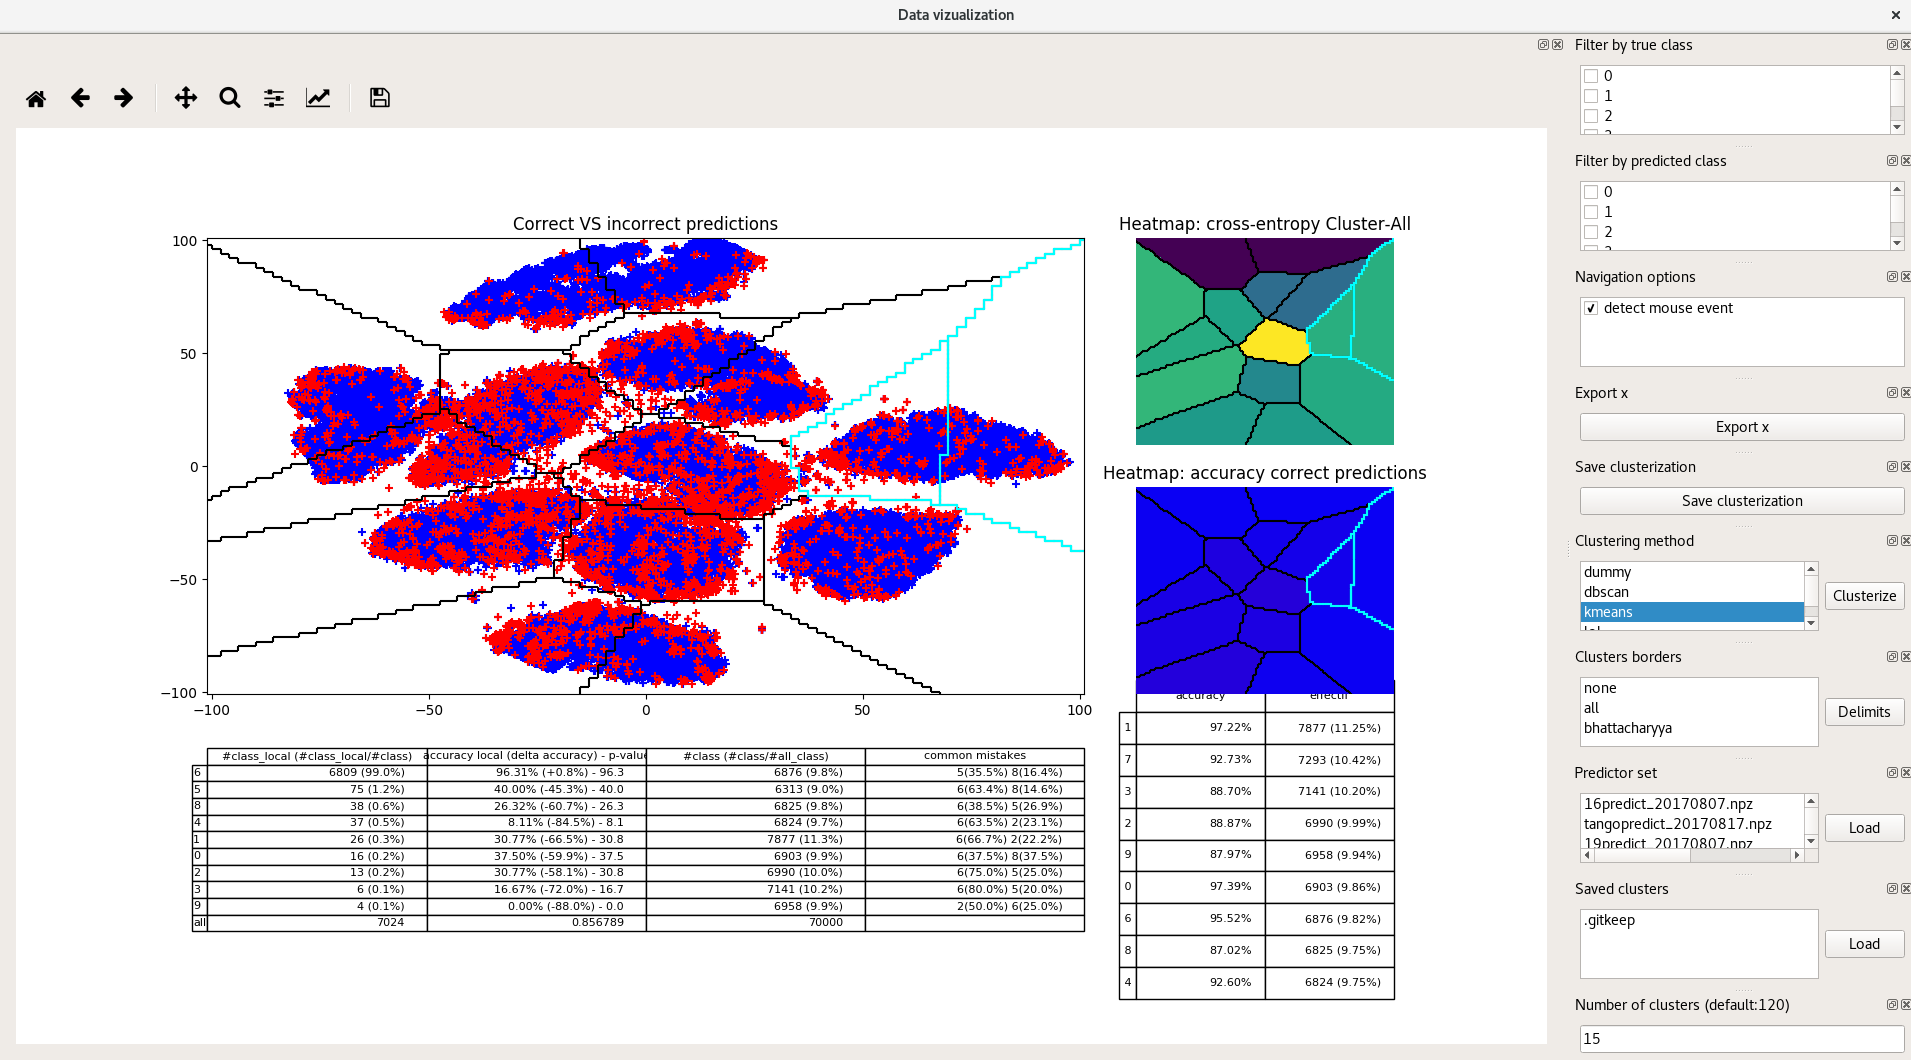 Data vizualization
Filter by true class
0
1
2
Filter by predicted class
0
1
2
Navigation options
detect mouse event
Export x
Export x
Save clusterization
Save clusterization
Clustering method
dummy
dbscan
kmeans
Clusterize
Clusters borders
none
all
bhattacharyya
Delimits
Predictor set
16predict_20170807.npz
tangopredict_20170817.npz
19predict_20170807.npz
Load
Saved clusters
.gitkeep
Load
Number of clusters (default:120)
15
Correct VS incorrect predictions
100
50
0
−50
−100
−100 −50 0 50 100
Heatmap: cross-entropy Cluster-All
Heatmap: accuracy correct predictions
accuracy effectif
1 97.22% 7877 (11.25%)
7 92.73% 7293 (10.42%)
3 88.70% 7141 (10.20%)
2 88.87% 6990 (9.99%)
9 87.97% 6958 (9.94%)
0 97.39% 6903 (9.86%)
6 95.52% 6876 (9.82%)
8 87.02% 6825 (9.75%)
4 92.60% 6824 (9.75%)
#class_local (#class_local/#class) accuracy local (delta accuracy) - p-value #class (#class/#all_class) common mistakes
6 6809 (99.0%) 96.31% (+0.8%) - 96.3 6876 (9.8%) 5(35.5%) 8(16.4%)
5 75 (1.2%) 40.00% (-45.3%) - 40.0 6313 (9.0%) 6(63.4%) 8(14.6%)
8 38 (0.6%) 26.32% (-60.7%) - 26.3 6825 (9.8%) 6(38.5%) 5(26.9%)
4 37 (0.5%) 8.11% (-84.5%) - 8.1 6824 (9.7%) 6(63.5%) 2(23.1%)
1 26 (0.3%) 30.77% (-66.5%) - 30.8 7877 (11.3%) 6(66.7%) 2(22.2%)
0 16 (0.2%) 37.50% (-59.9%) - 37.5 6903 (9.9%) 6(37.5%) 8(37.5%)
2 13 (0.2%) 30.77% (-58.1%) - 30.8 6990 (10.0%) 6(75.0%) 5(25.0%)
3 6 (0.1%) 16.67% (-72.0%) - 16.7 7141 (10.2%) 6(80.0%) 5(20.0%)
9 4 (0.1%) 0.00% (-88.0%) - 0.0 6958 (9.9%) 2(50.0%) 6(25.0%)
all 7024 0.856789 70000